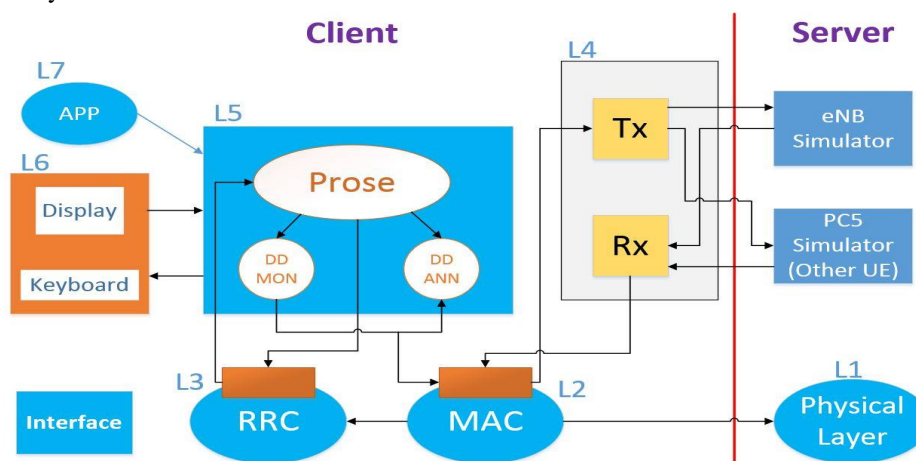 Client
Server
L7
APP
L5
L4
L6
Display
Keyboard
Prose
DD
MON
DD
ANN
Tx
Rx
eNB
Simulator
PC5
Simulator
(Other UE)
L3
RRC
L2
MAC
L1
Physical
Layer
Interface